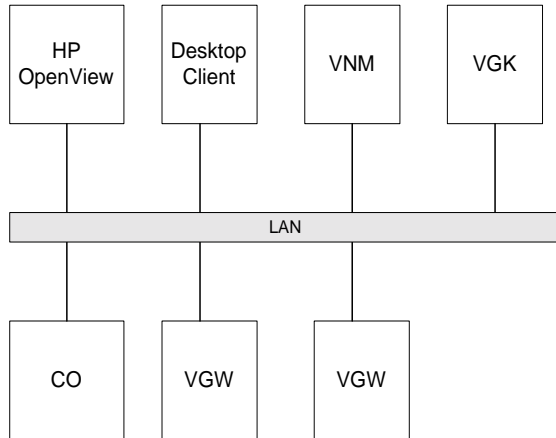 HP
OpenView
Desktop
Client
VNM
VGK
LAN
CO
VGW
VGW